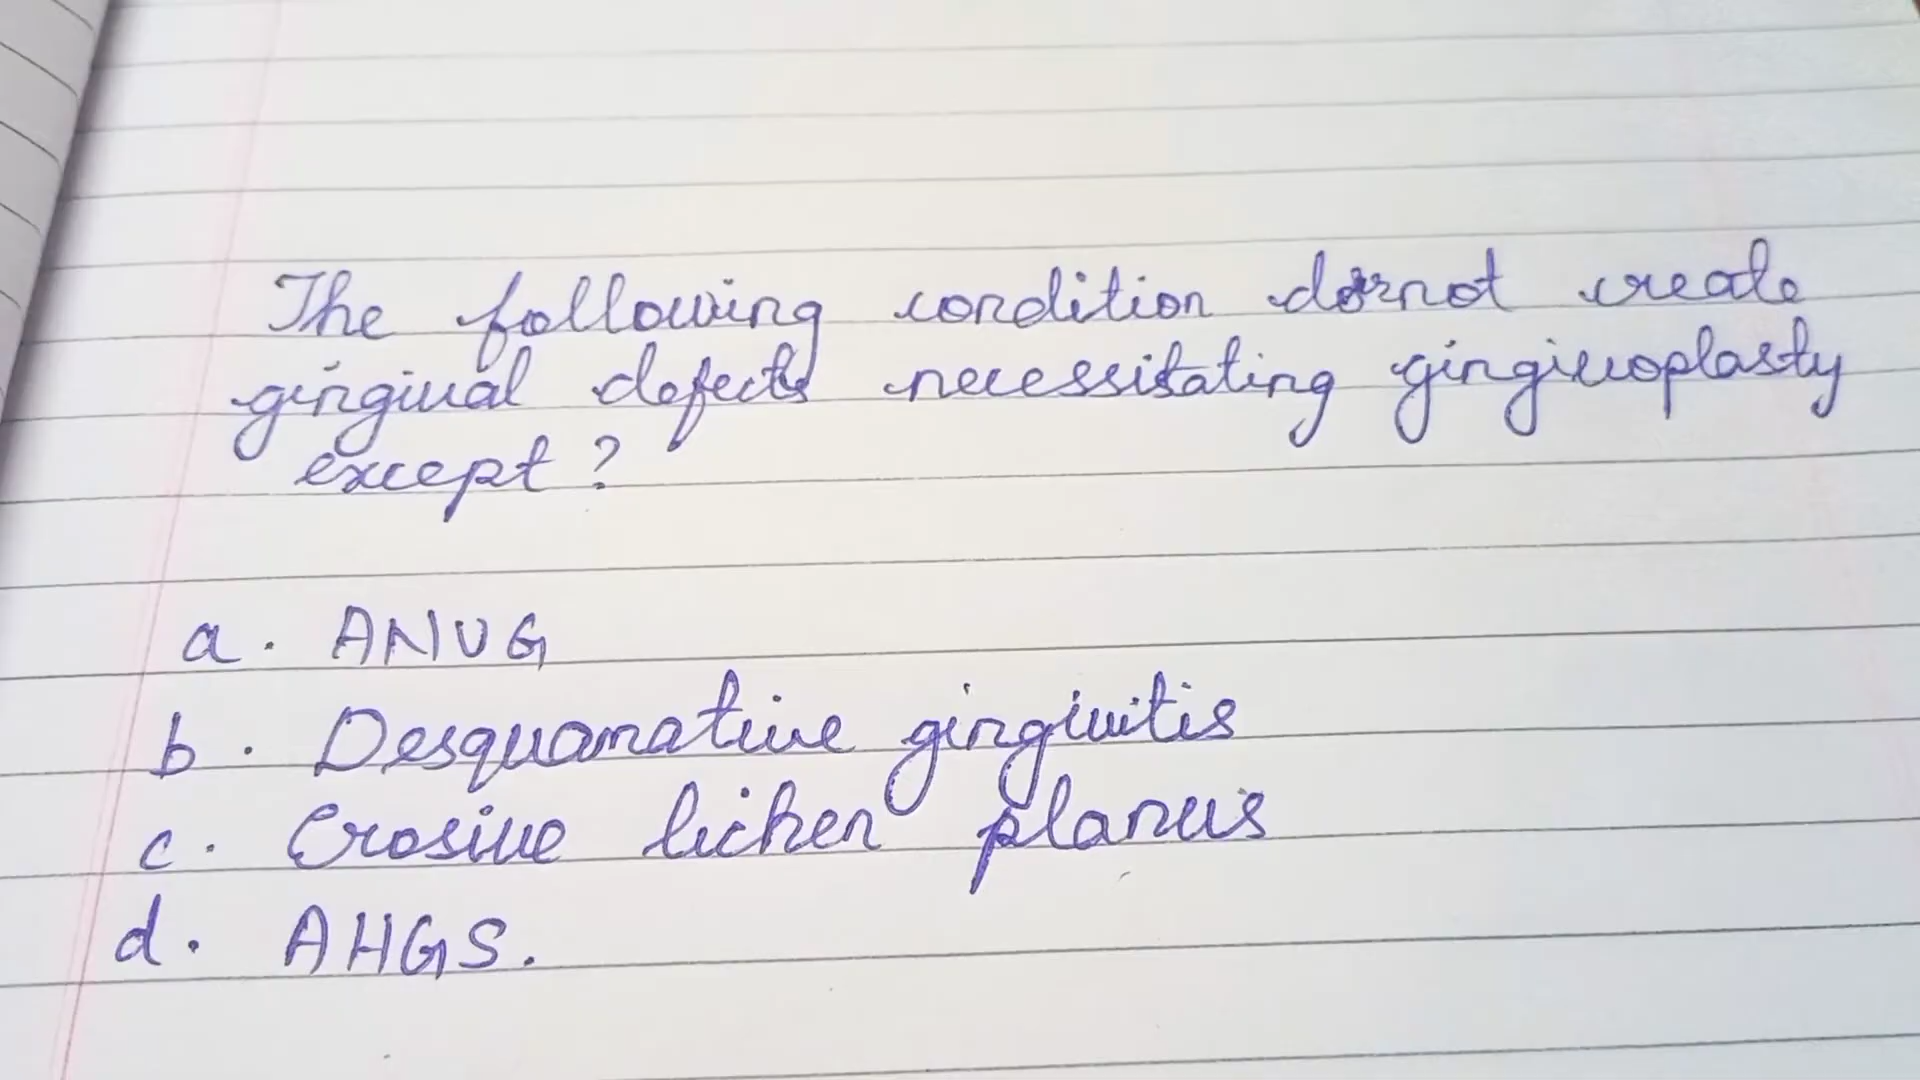 The following condition donot create
gingival defects necessitating gingivoplasty
except?
a. ANUG
b. Desquamative gingivitis
c. Erosive lichen planus
d. AHGS.